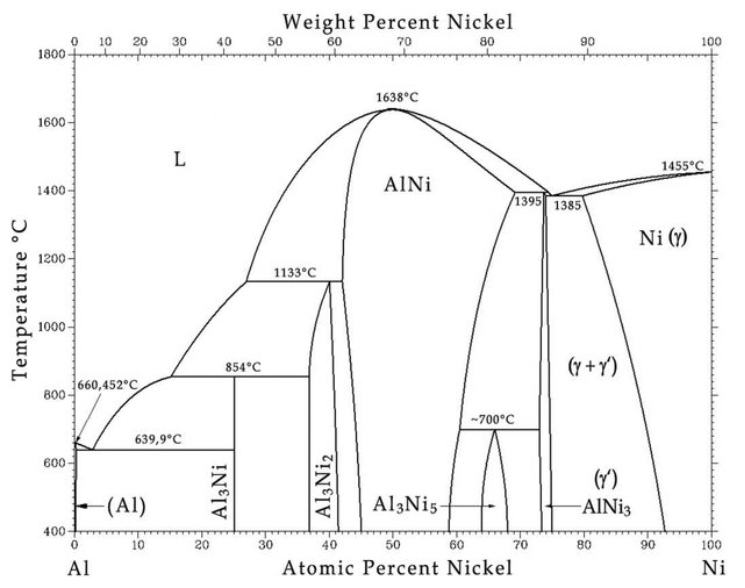 Weight Percent Nickel
0 10 20 30 40 50 60 70 80 90 100
1800
1638°C
1600
L
1455°C
AlNi
1400
1395 1385
Ni (γ)
1200
1133°C
Temperature °C
1000
854°C
(γ + γ')
660,452°C
800
~700°C
639,9°C
600
Al₃Ni
Al₃Ni₂
(γ')
(Al)
Al₃Ni₅
AlNi₃
400
0 10 20 30 40 50 60 70 80 90 100
Al Atomic Percent Nickel Ni